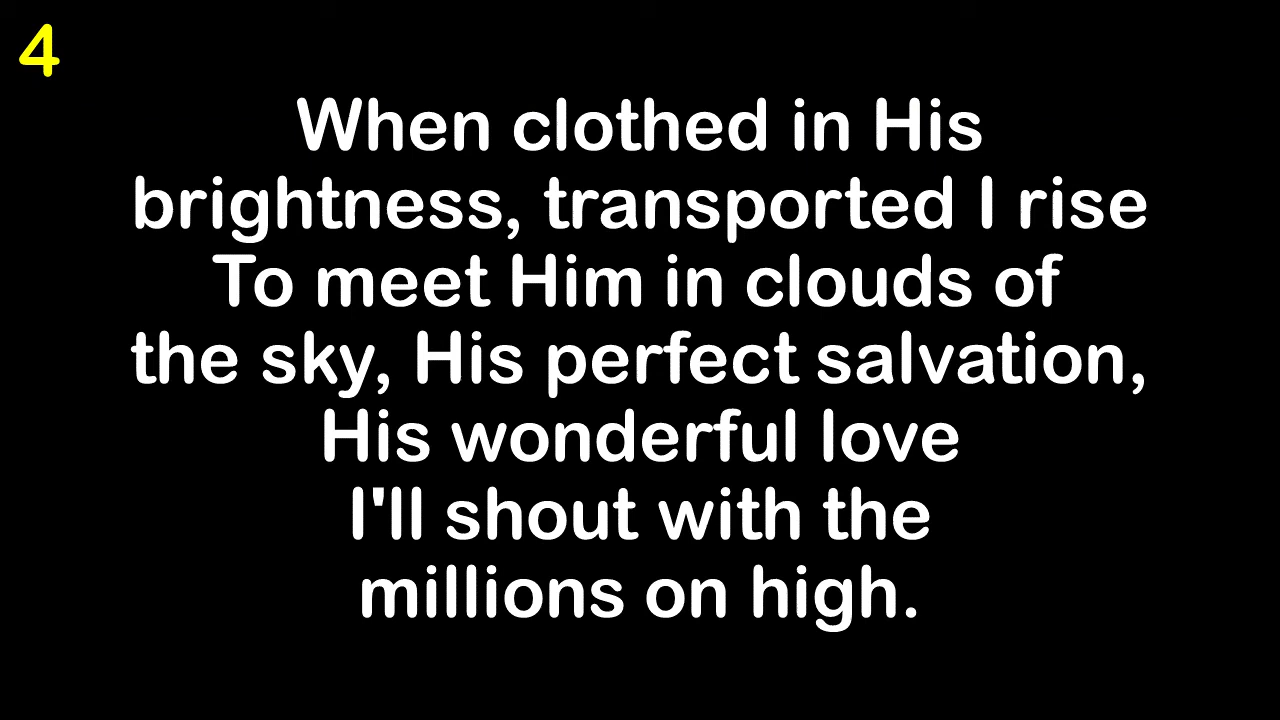 4
When clothed in His
brightness, transported I rise
To meet Him in clouds of
the sky, His perfect salvation,
His wonderful love
I'll shout with the
millions on high.